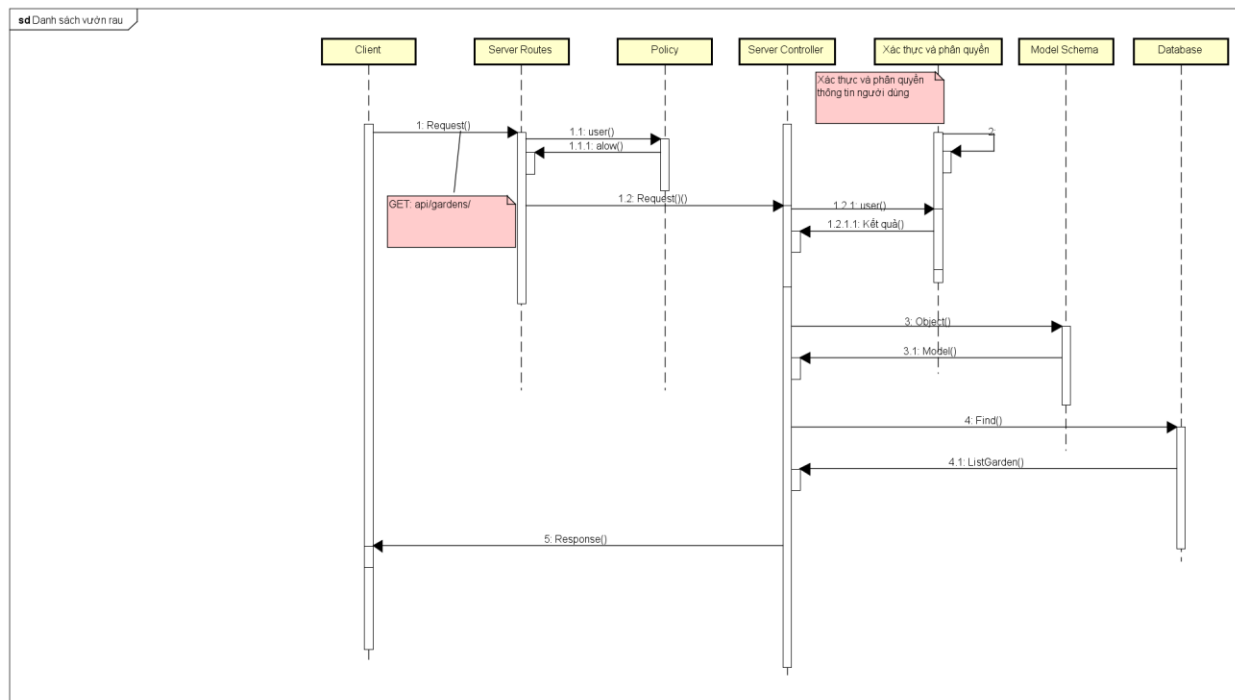 sd Danh sách vườn rau
Client
Server Routes
Policy
Server Controller
Xác thực và phân quyền
Model Schema
Database
Xác thực và phân quyền
thông tin người dùng
1: Request()
1.1: user()
2:
1.1.1: alow()
GET: api/gardens/
1.2: Request()()
1.2.1: user()
1.2.1.1: Kết quả()
3: Object()
3.1: Model()
4: Find()
4.1: ListGarden()
5: Response()